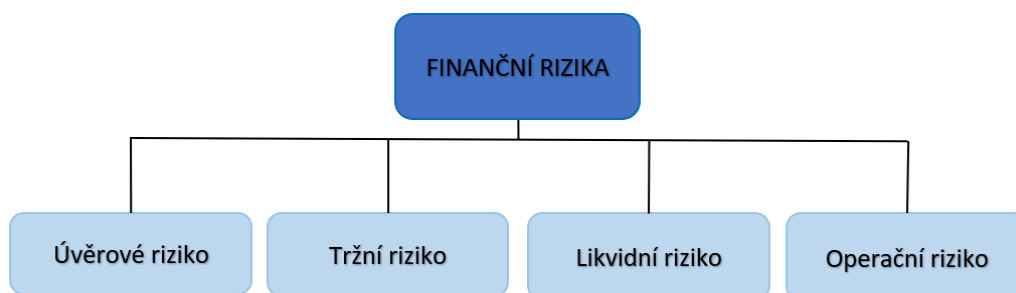 FINANČNÍ RIZIKA
Úvěrové riziko
Tržní riziko
Likvidní riziko
Operační riziko